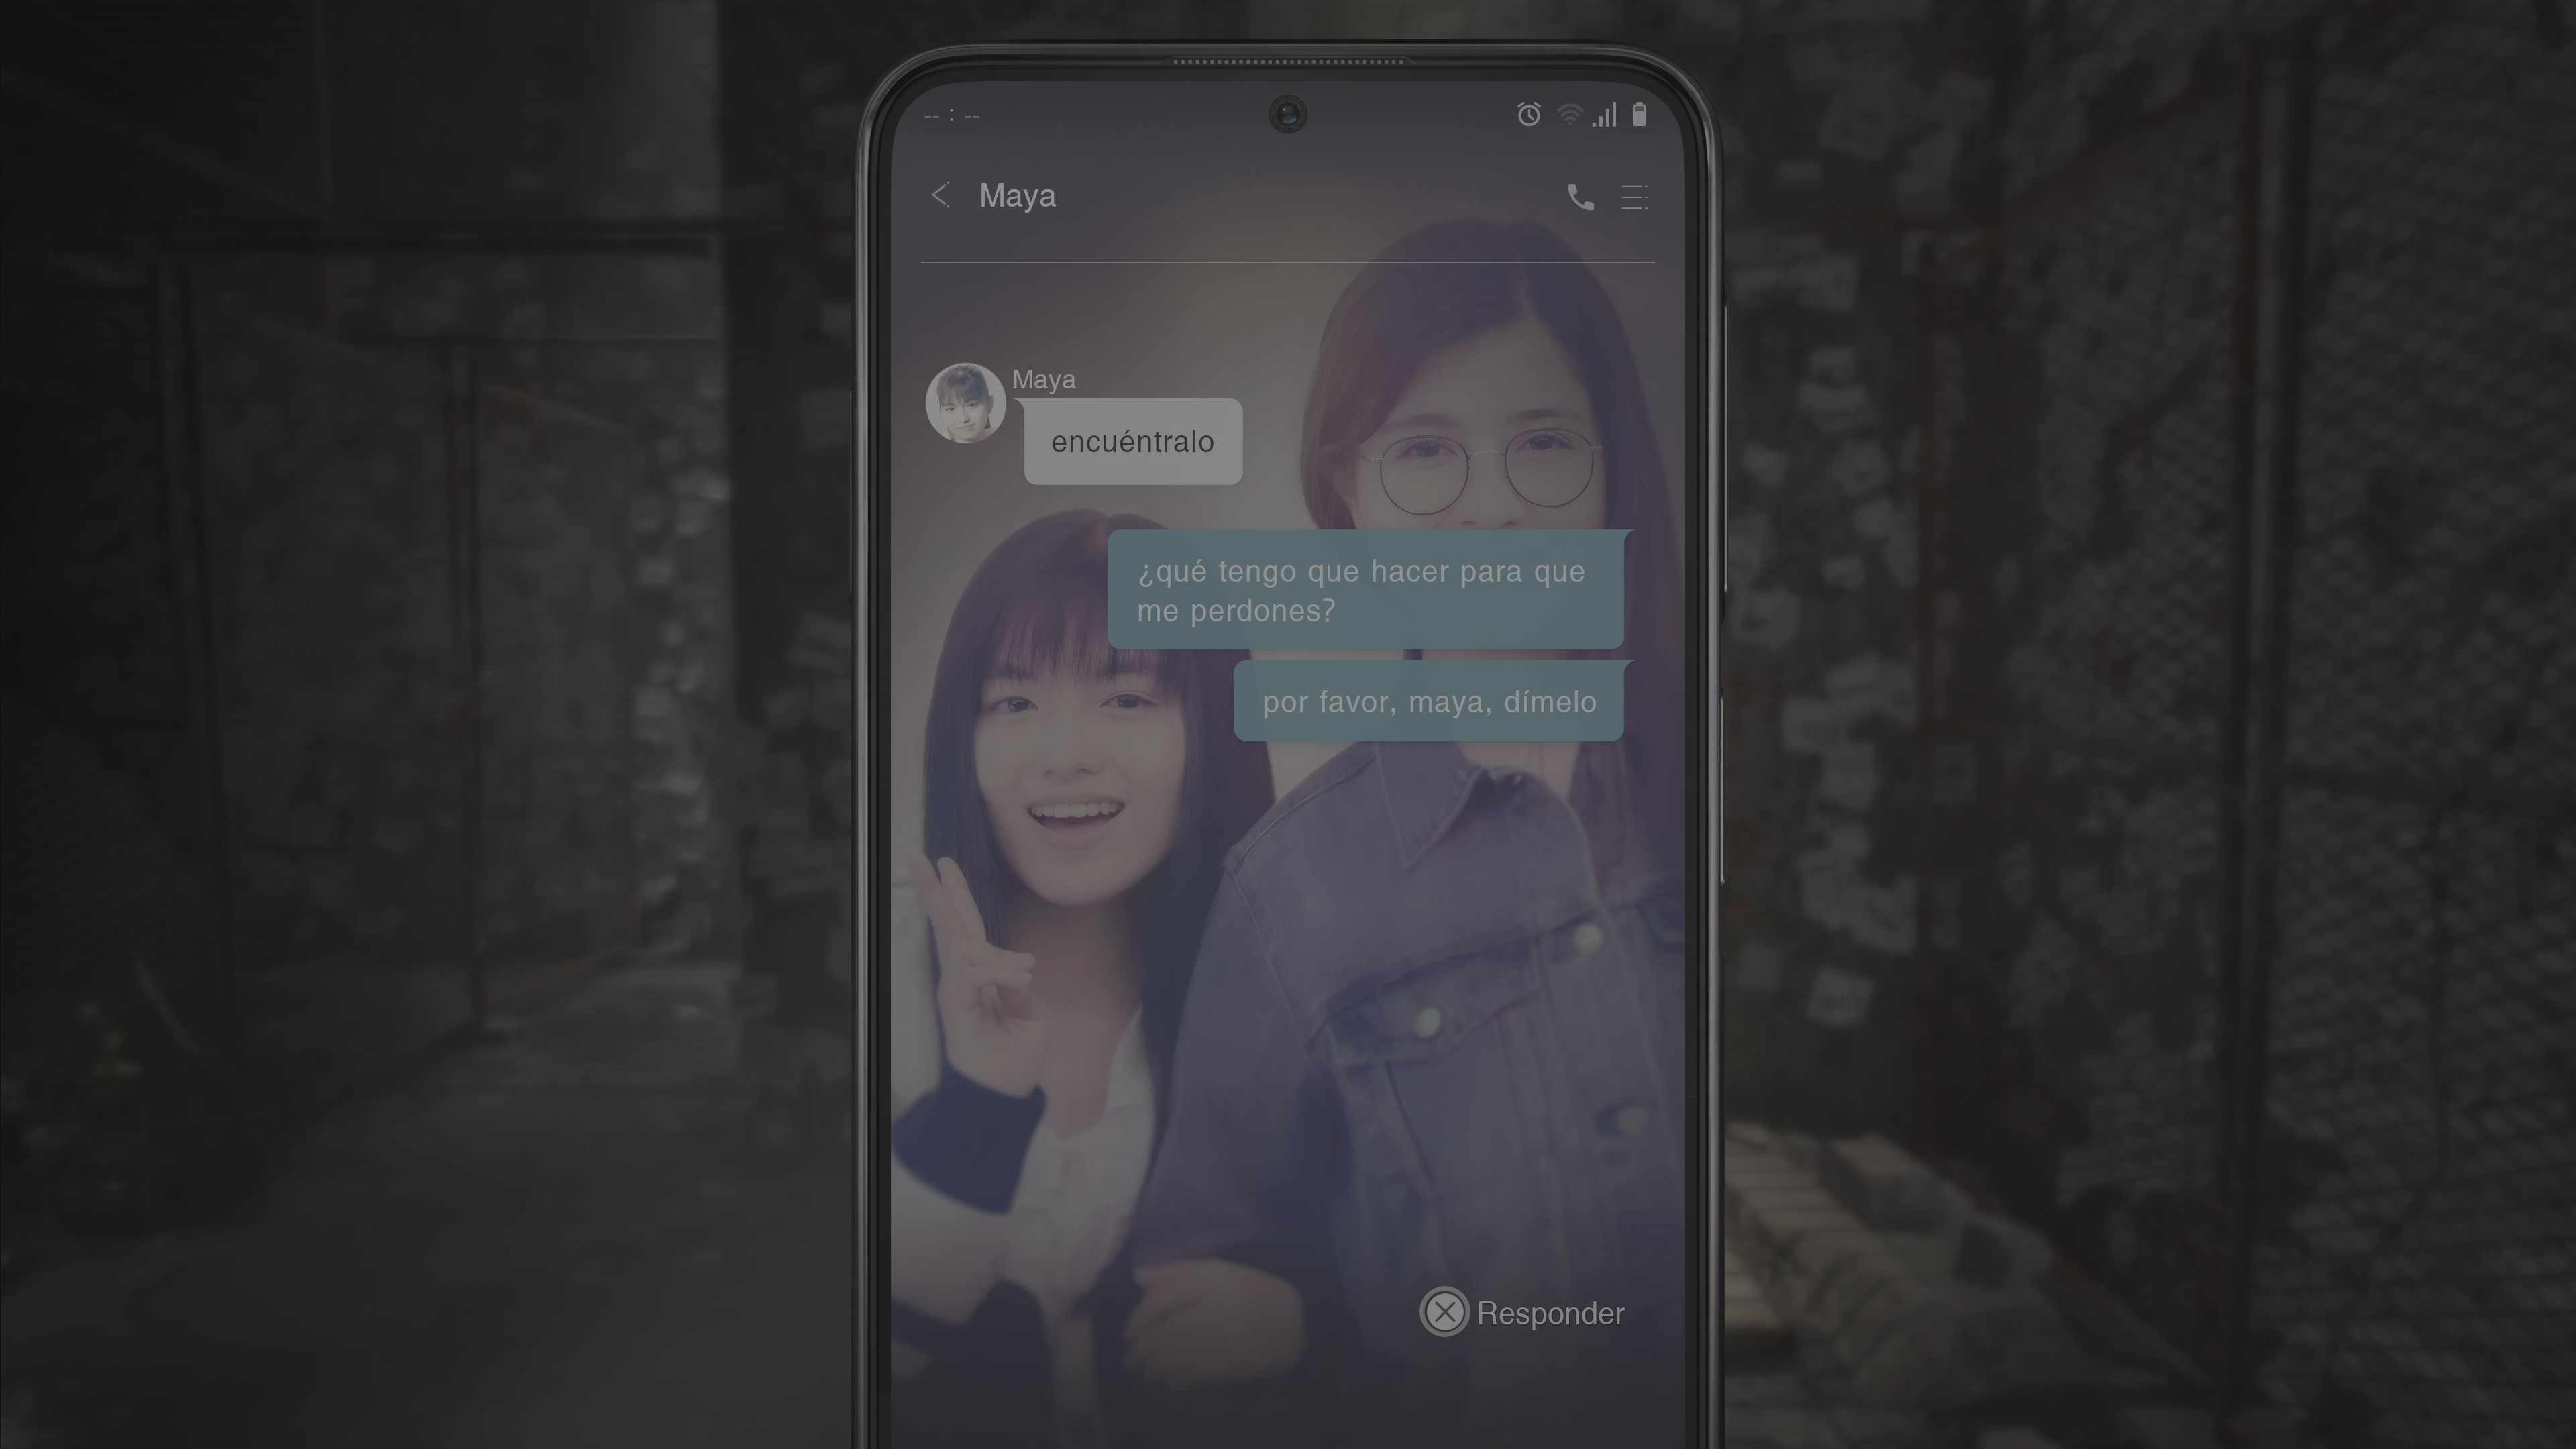 -- : --
Maya
Maya
encuéntralo
¿qué tengo que hacer para que
me perdones?
por favor, maya, dímelo
Responder